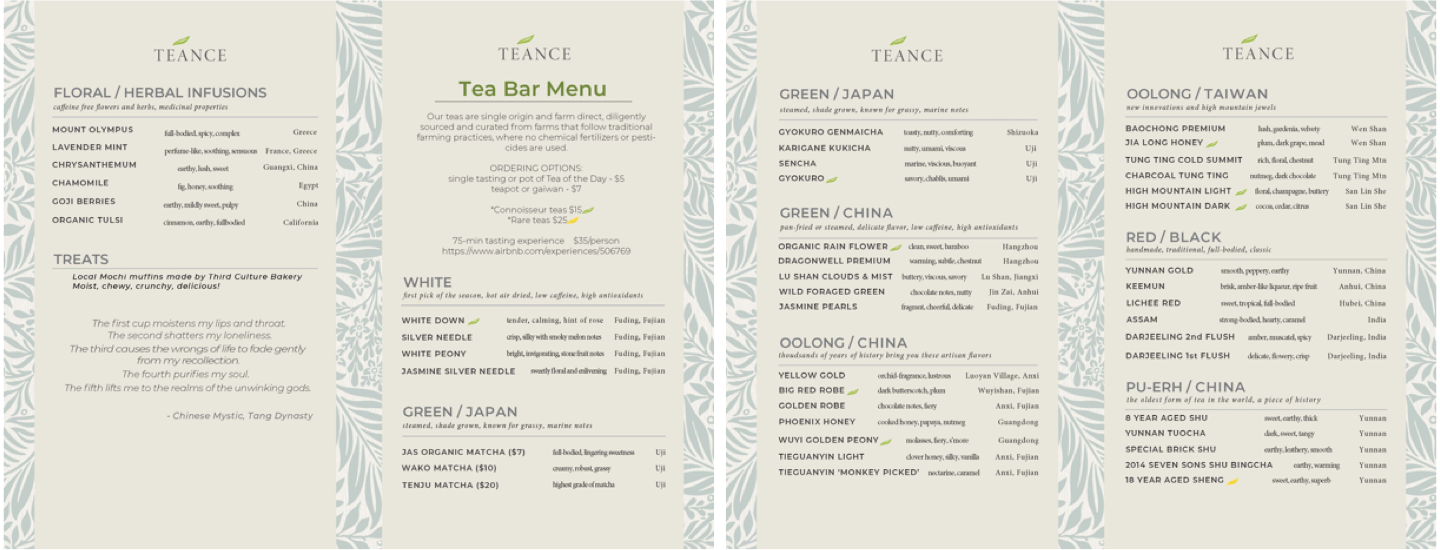 TEANCE
FLORAL / HERBAL INFUSIONS
caffeine free flowers and herbs, medicinal properties
MOUNT OLYMPUS full-bodied, spicy, complex Greece
LAVENDER MINT perfume-like, soothing, sensuous France, Greece
CHRYSANTHEMUM earthy, lush, sweet Guangxi, China
CHAMOMILE fig, honey, soothing Egypt
GOJI BERRIES earthy, mildly sweet, pulpy China
ORGANIC TULSI cinnamon, earthy, fullbodied California
TREATS
Local Mochi muffins made by Third Culture Bakery
Moist, chewy, crunchy, delicious!
The first cup moistens my lips and throat.
The second shatters my loneliness.
The third causes the wrongs of life to fade gently
from my recollection.
The fourth purifies my soul.
The fifth lifts me to the realms of the unwinking gods.
- Chinese Mystic, Tang Dynasty
TEANCE
Tea Bar Menu
Our teas are single origin and farm direct, diligently
sourced and curated from farms that follow traditional
farming practices, where no chemical fertilizers or pesti-
cides are used.
ORDERING OPTIONS:
single tasting or pot of Tea of the Day - $5
teapot or gaiwan - $7
*Connoisseur teas $15
*Rare teas $25
75-min tasting experience $35/person
https://www.airbnb.com/experiences/506769
WHITE
first pick of the season, hot air dried, low caffeine, high antioxidants
WHITE DOWN tender, calming, hint of rose Fuding, Fujian
SILVER NEEDLE crisp, silky with smoky melon notes Fuding, Fujian
WHITE PEONY bright, invigorating, stone fruit notes Fuding, Fujian
JASMINE SILVER NEEDLE sweetly floral and enlivening Fuding, Fujian
GREEN / JAPAN
steamed, shade grown, known for grassy, marine notes
JAS ORGANIC MATCHA ($7) full-bodied, lingering sweetness Uji
WAKO MATCHA ($10) creamy, robust, grassy Uji
TENJU MATCHA ($20) highest grade of matcha Uji
TEANCE
GREEN / JAPAN
steamed, shade grown, known for grassy, marine notes
GYOKURO GENMAICHA toasty, nutty, comforting Shizuoka
KARIGANE KUKICHA nutty, umami, viscous Uji
SENCHA marine, viscious, buoyant Uji
GYOKURO savory, chablis, umami Uji
GREEN / CHINA
pan-fried or steamed, delicate flavor, low caffeine, high antioxidants
ORGANIC RAIN FLOWER clean, sweet, bamboo Hangzhou
DRAGONWELL PREMIUM warming, subtle, chestnut Hangzhou
LU SHAN CLOUDS & MIST buttery, viscous, savory Lu Shan, Jiangxi
WILD FORAGED GREEN chocolate notes, nutty Jin Zai, Anhui
JASMINE PEARLS fragrant, cheerful, delicate Fuding, Fujian
OOLONG / CHINA
thoudsands of years of history bring you these artisan flavors
YELLOW GOLD orchid-fragrance, lustrous Luoyan Village, Anxi
BIG RED ROBE dark butterscotch, plum Wuyishan, Fujian
GOLDEN ROBE chocolate notes, fiery Anxi, Fujian
PHOENIX HONEY cooked honey, papaya, nutmeg Guangdong
WUYI GOLDEN PEONY molasses, fiery, s'more Guangdong
TIEGUANYIN LIGHT clover honey, silky, vanilla Anxi, Fujian
TIEGUANYIN 'MONKEY PICKED' nectarine, caramel Anxi, Fujian
TEANCE
OOLONG / TAIWAN
new innovations and high mountain jewels
BAOCHONG PREMIUM lush, gardenia, velvety Wen Shan
JIA LONG HONEY plum, dark grape, mead Wen Shan
TUNG TING COLD SUMMIT rich, floral, chestnut Tung Ting Mtn
CHARCOAL TUNG TING nutmeg, dark chocolate Tung Ting Mtn
HIGH MOUNTAIN LIGHT floral, champagne, buttery San Lin She
HIGH MOUNTAIN DARK cocoa, cedar, citrus San Lin She
RED / BLACK
handmade, traditional, full-bodied, classic
YUNNAN GOLD smooth, peppery, earthy Yunnan, China
KEEMUN brisk, amber-like liqueur, ripe fruit Anhui, China
LICHEE RED sweet, tropical, full-bodied Hubei, China
ASSAM strong-bodied, hearty, caramel India
DARJEELING 2nd FLUSH amber, muscatel, spicy Darjeeling, India
DARJEELING 1st FLUSH delicate, flowery, crisp Darjeeling, India
PU-ERH / CHINA
the oldest form of tea in the world, a piece of history
8 YEAR AGED SHU sweet, earthy, thick Yunnan
YUNNAN TUOCHA dark, sweet, tangy Yunnan
SPECIAL BRICK SHU earthy, leathery, smooth Yunnan
2014 SEVEN SONS SHU BINGCHA earthy, warming Yunnan
18 YEAR AGED SHENG sweet, earthy, superb Yunnan